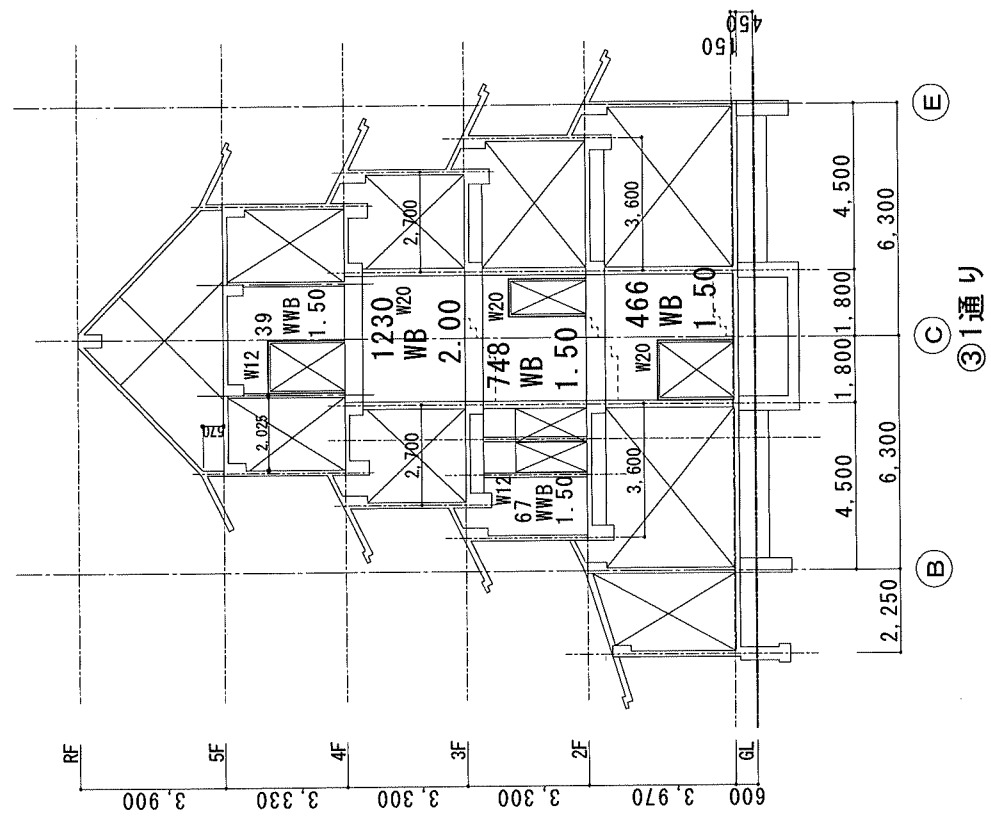 RF
5F
4F
3F
2F
GL
3,900
3,330
3,300
3,300
3,970
600
570
2,025
W12
39
WWB
1.50
2,700
1230
W20
WB
2.00
2,700
W20
748
WB
1.50
W12
67
WWB
1.50
3,600
466
WB
1.50
W20
3,600
150
450
4,500
1,800
1,800
4,500
6,300
6,300
2,250
B
C
E
③1通り